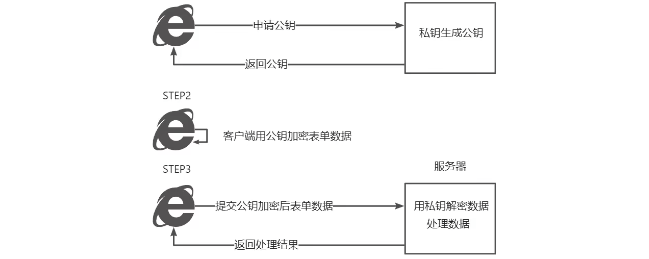 申请公钥
私钥生成公钥
返回公钥
STEP2
客户端用公钥加密表单数据
STEP3
服务器
提交公钥加密后表单数据
用私钥解密数据
处理数据
返回处理结果